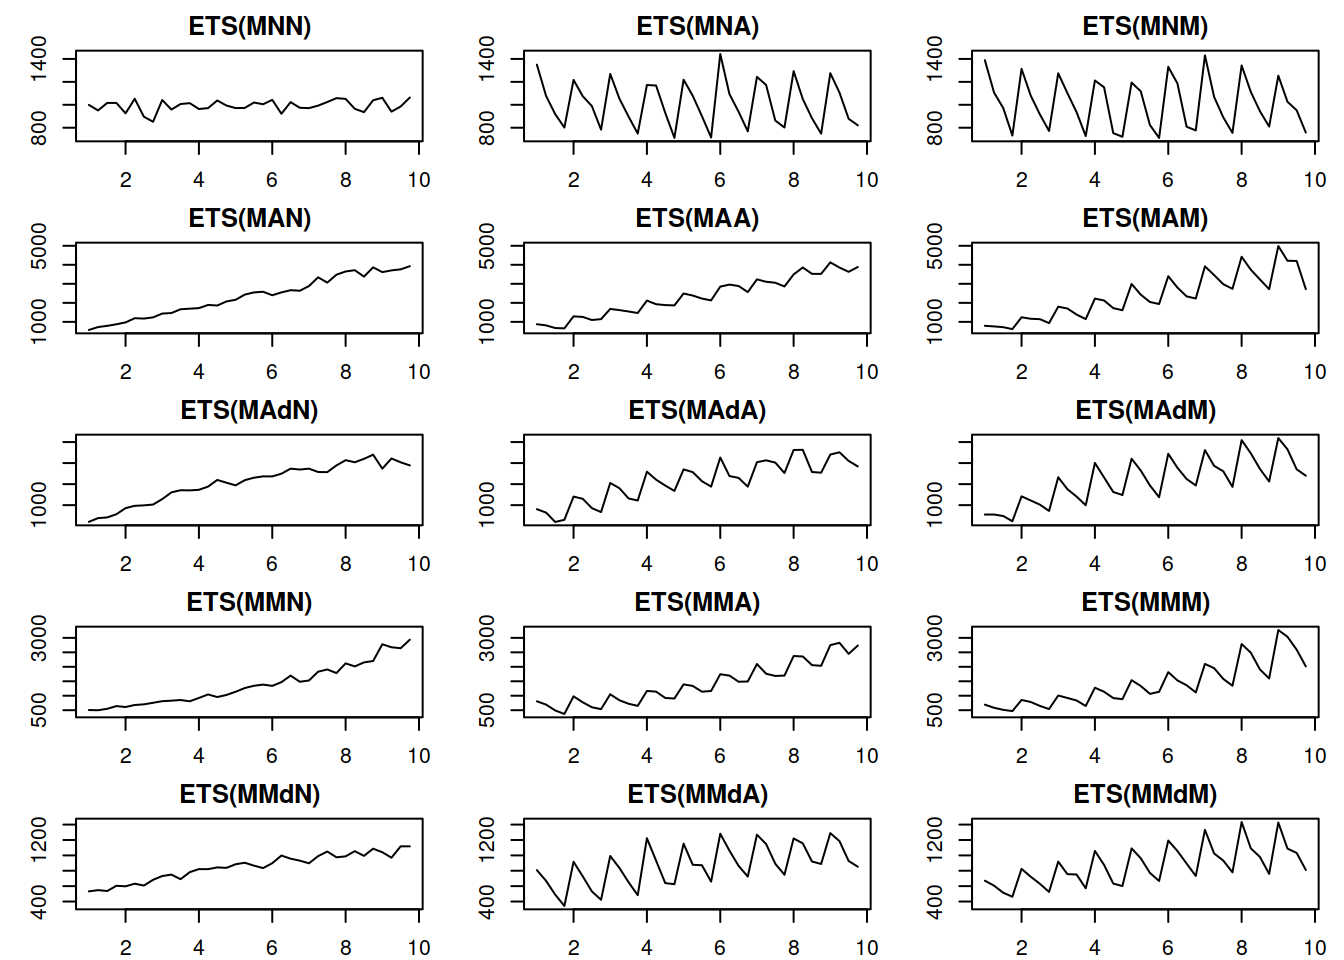 ETS(MNN) ETS(MNA) ETS(MNM)
1400 1400 1400
800 800 800
2 4 6 8 10 2 4 6 8 10 2 4 6 8 10
ETS(MAN) ETS(MAA) ETS(MAM)
5000 5000 5000
1000 1000 1000
2 4 6 8 10 2 4 6 8 10 2 4 6 8 10
ETS(MAdN) ETS(MAdA) ETS(MAdM)
1000 1000 1000
2 4 6 8 10 2 4 6 8 10 2 4 6 8 10
ETS(MMN) ETS(MMA) ETS(MMM)
3000 3000 3000
500 500 500
2 4 6 8 10 2 4 6 8 10 2 4 6 8 10
ETS(MMdN) ETS(MMdA) ETS(MMdM)
1200 1200 1200
400 400 400
2 4 6 8 10 2 4 6 8 10 2 4 6 8 10